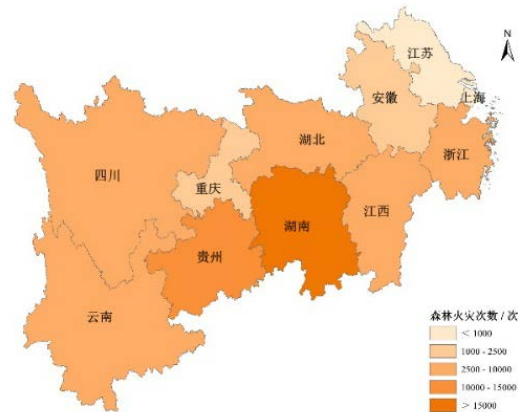 江苏
N
安徽
上海
湖北
浙江
四川
重庆
江西
湖南
贵州
云南
森林火灾次数 / 次
< 1000
1000 - 2500
2500 - 10000
10000 - 15000
> 15000